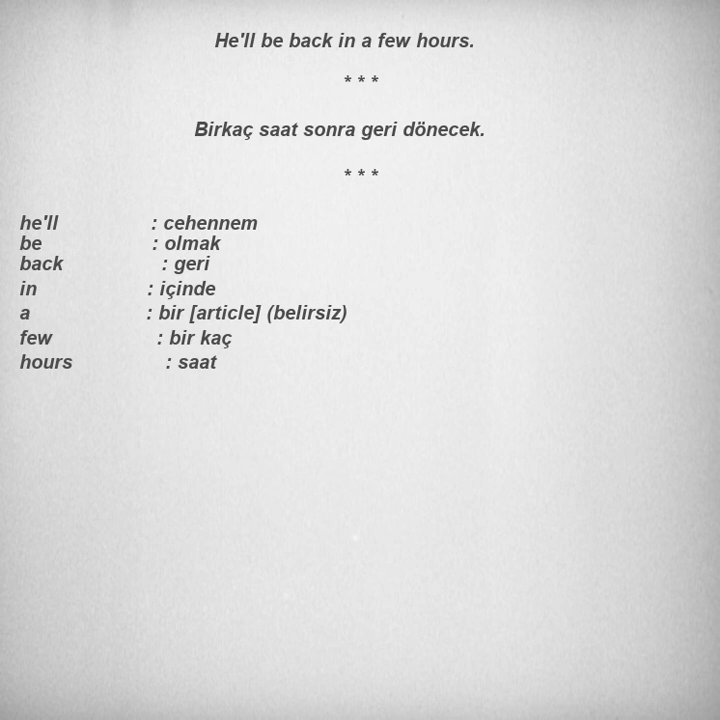 He'll be back in a few hours.
* * *
Birkaç saat sonra geri dönecek.
* * *
he'll : cehennem
be : olmak
back : geri
in : içinde
a : bir [article] (belirsiz)
few : bir kaç
hours : saat